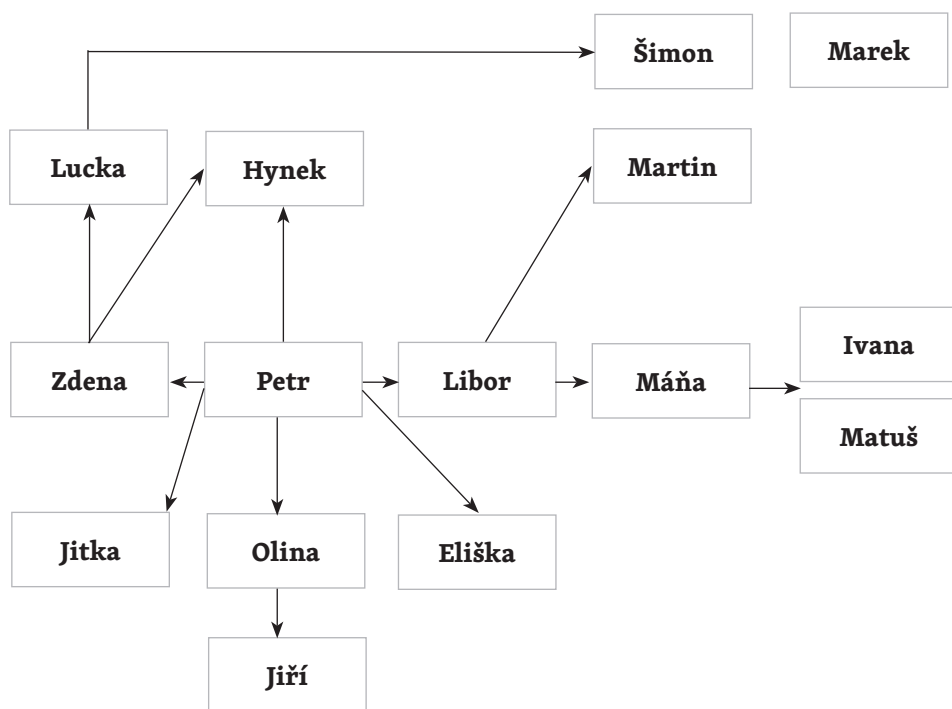 Šimon
Marek
Lucka
Hynek
Martin
Zdena
Petr
Libor
Máňa
Ivana
Matuš
Jitka
Olina
Eliška
Jiří